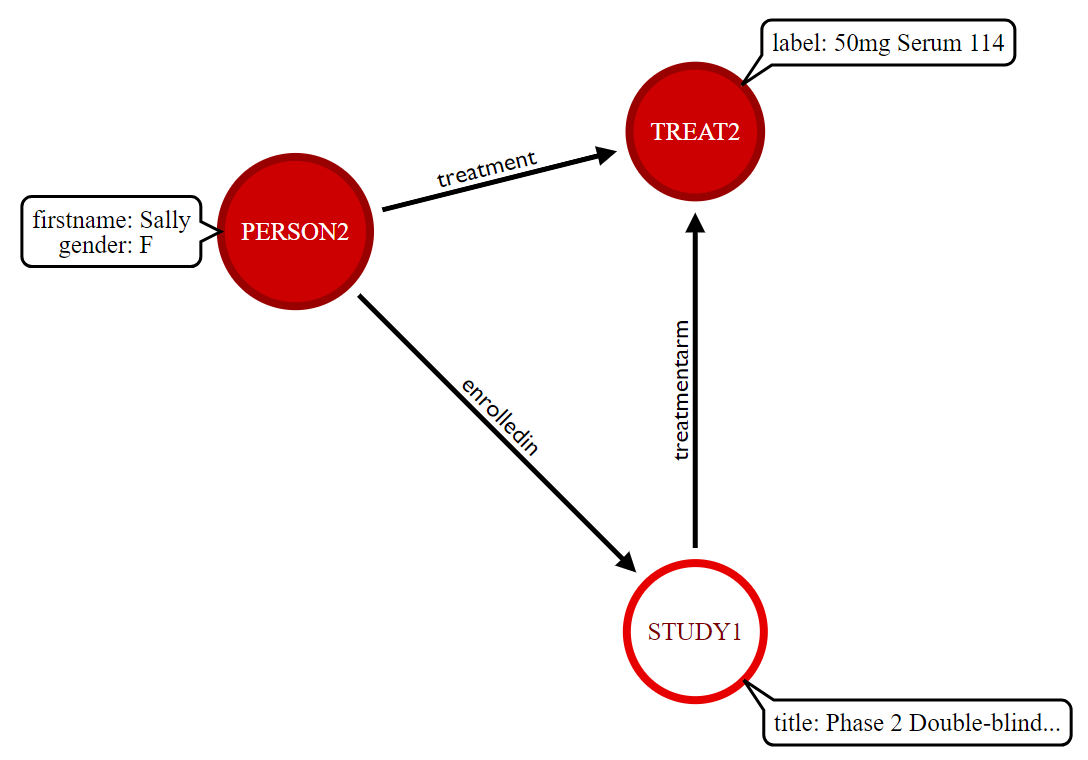 label: 50mg Serum 114
TREAT2
treatment
firstname: Sally
gender: F
PERSON2
enrolledin
treatmentarm
STUDY1
title: Phase 2 Double-blind...